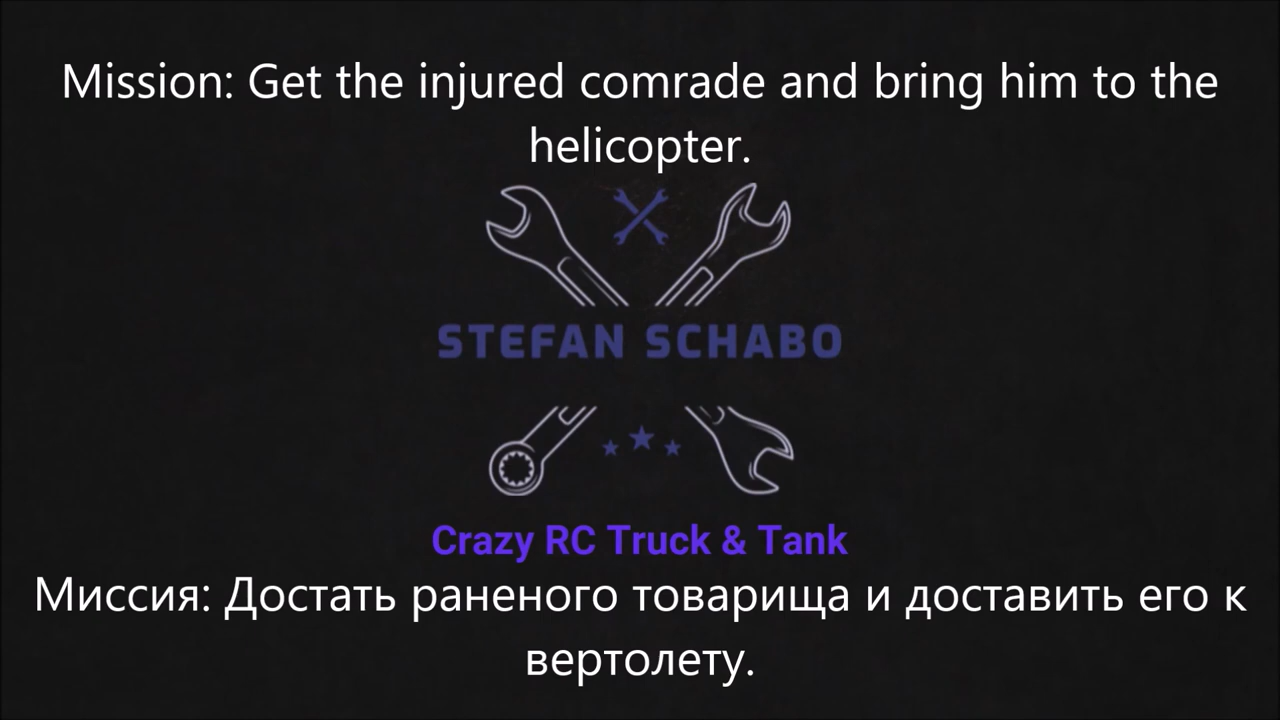 Mission: Get the injured comrade and bring him to the
helicopter.
STEFAN SCHABO
Crazy RC Truck & Tank
Миссия: Достать раненого товарища и доставить его к
вертолету.